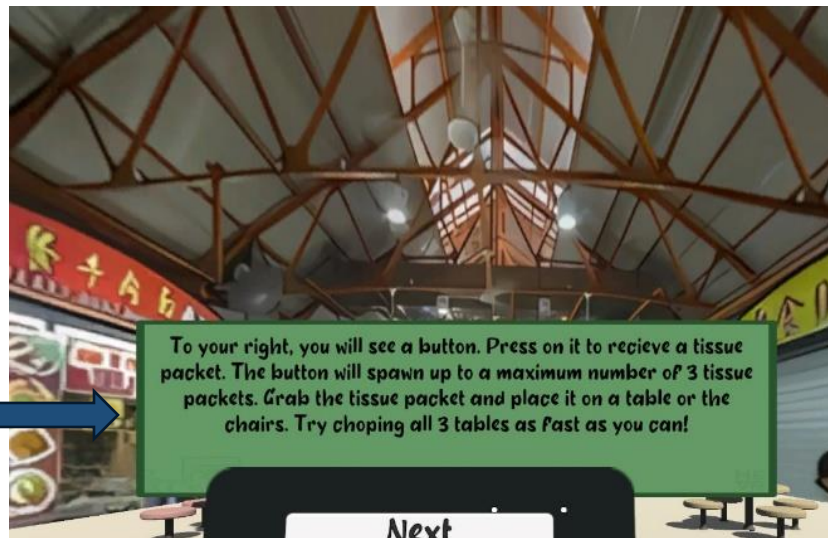 To your right, you will see a button. Press on it to recieve a tissue
packet. The button will spawn up to a maximum number of 3 tissue
packets. Grab the tissue packet and place it on a table or the
chairs. Try choping all 3 tables as fast as you can!
Next